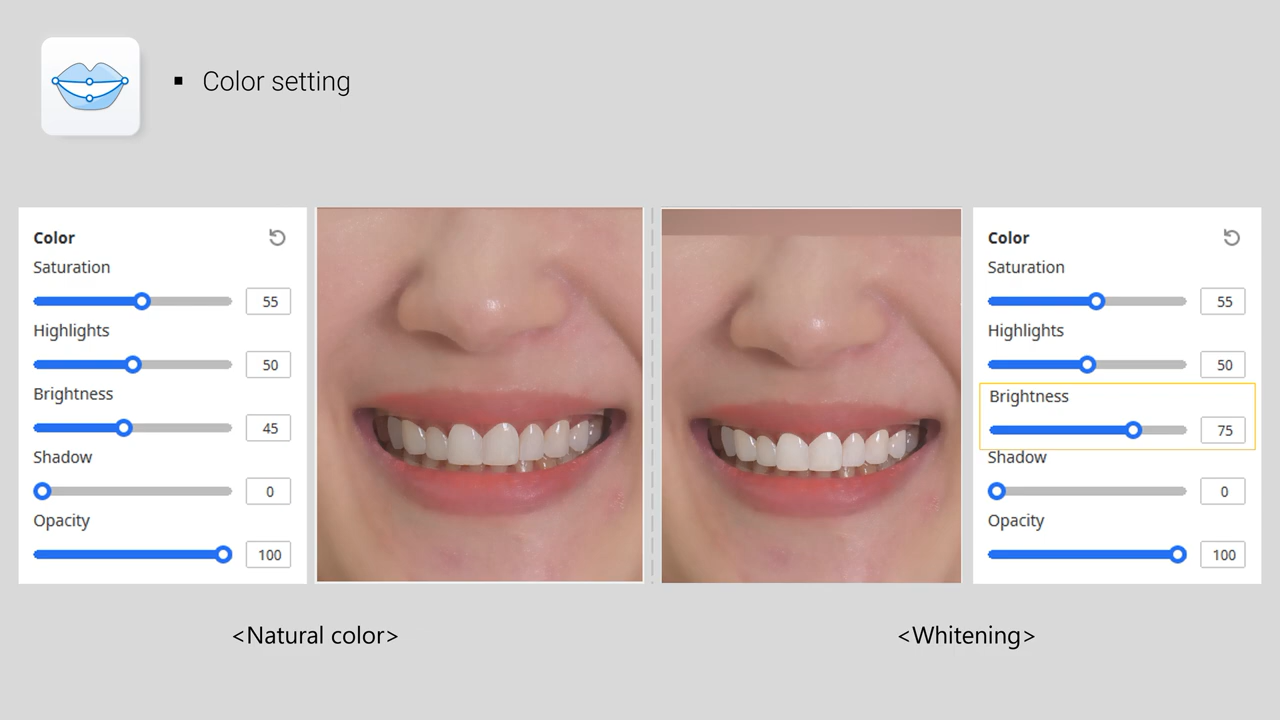 ▪ Color setting
Color
Saturation
55
Highlights
50
Brightness
45
Shadow
0
Opacity
100
Color
Saturation
55
Highlights
50
Brightness
75
Shadow
0
Opacity
100
<Natural color>
<Whitening>